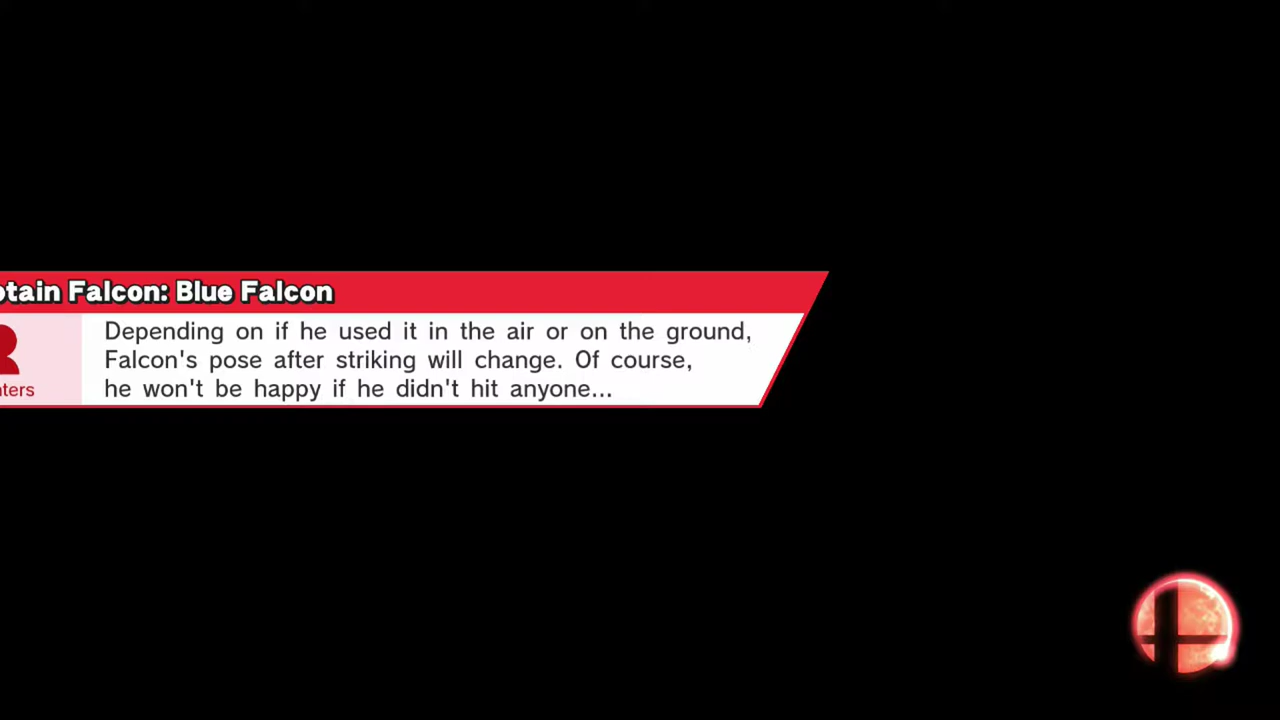 ptain Falcon: Blue Falcon
Depending on if he used it in the air or on the ground,
Falcon's pose after striking will change. Of course,
he won't be happy if he didn't hit anyone...
nters